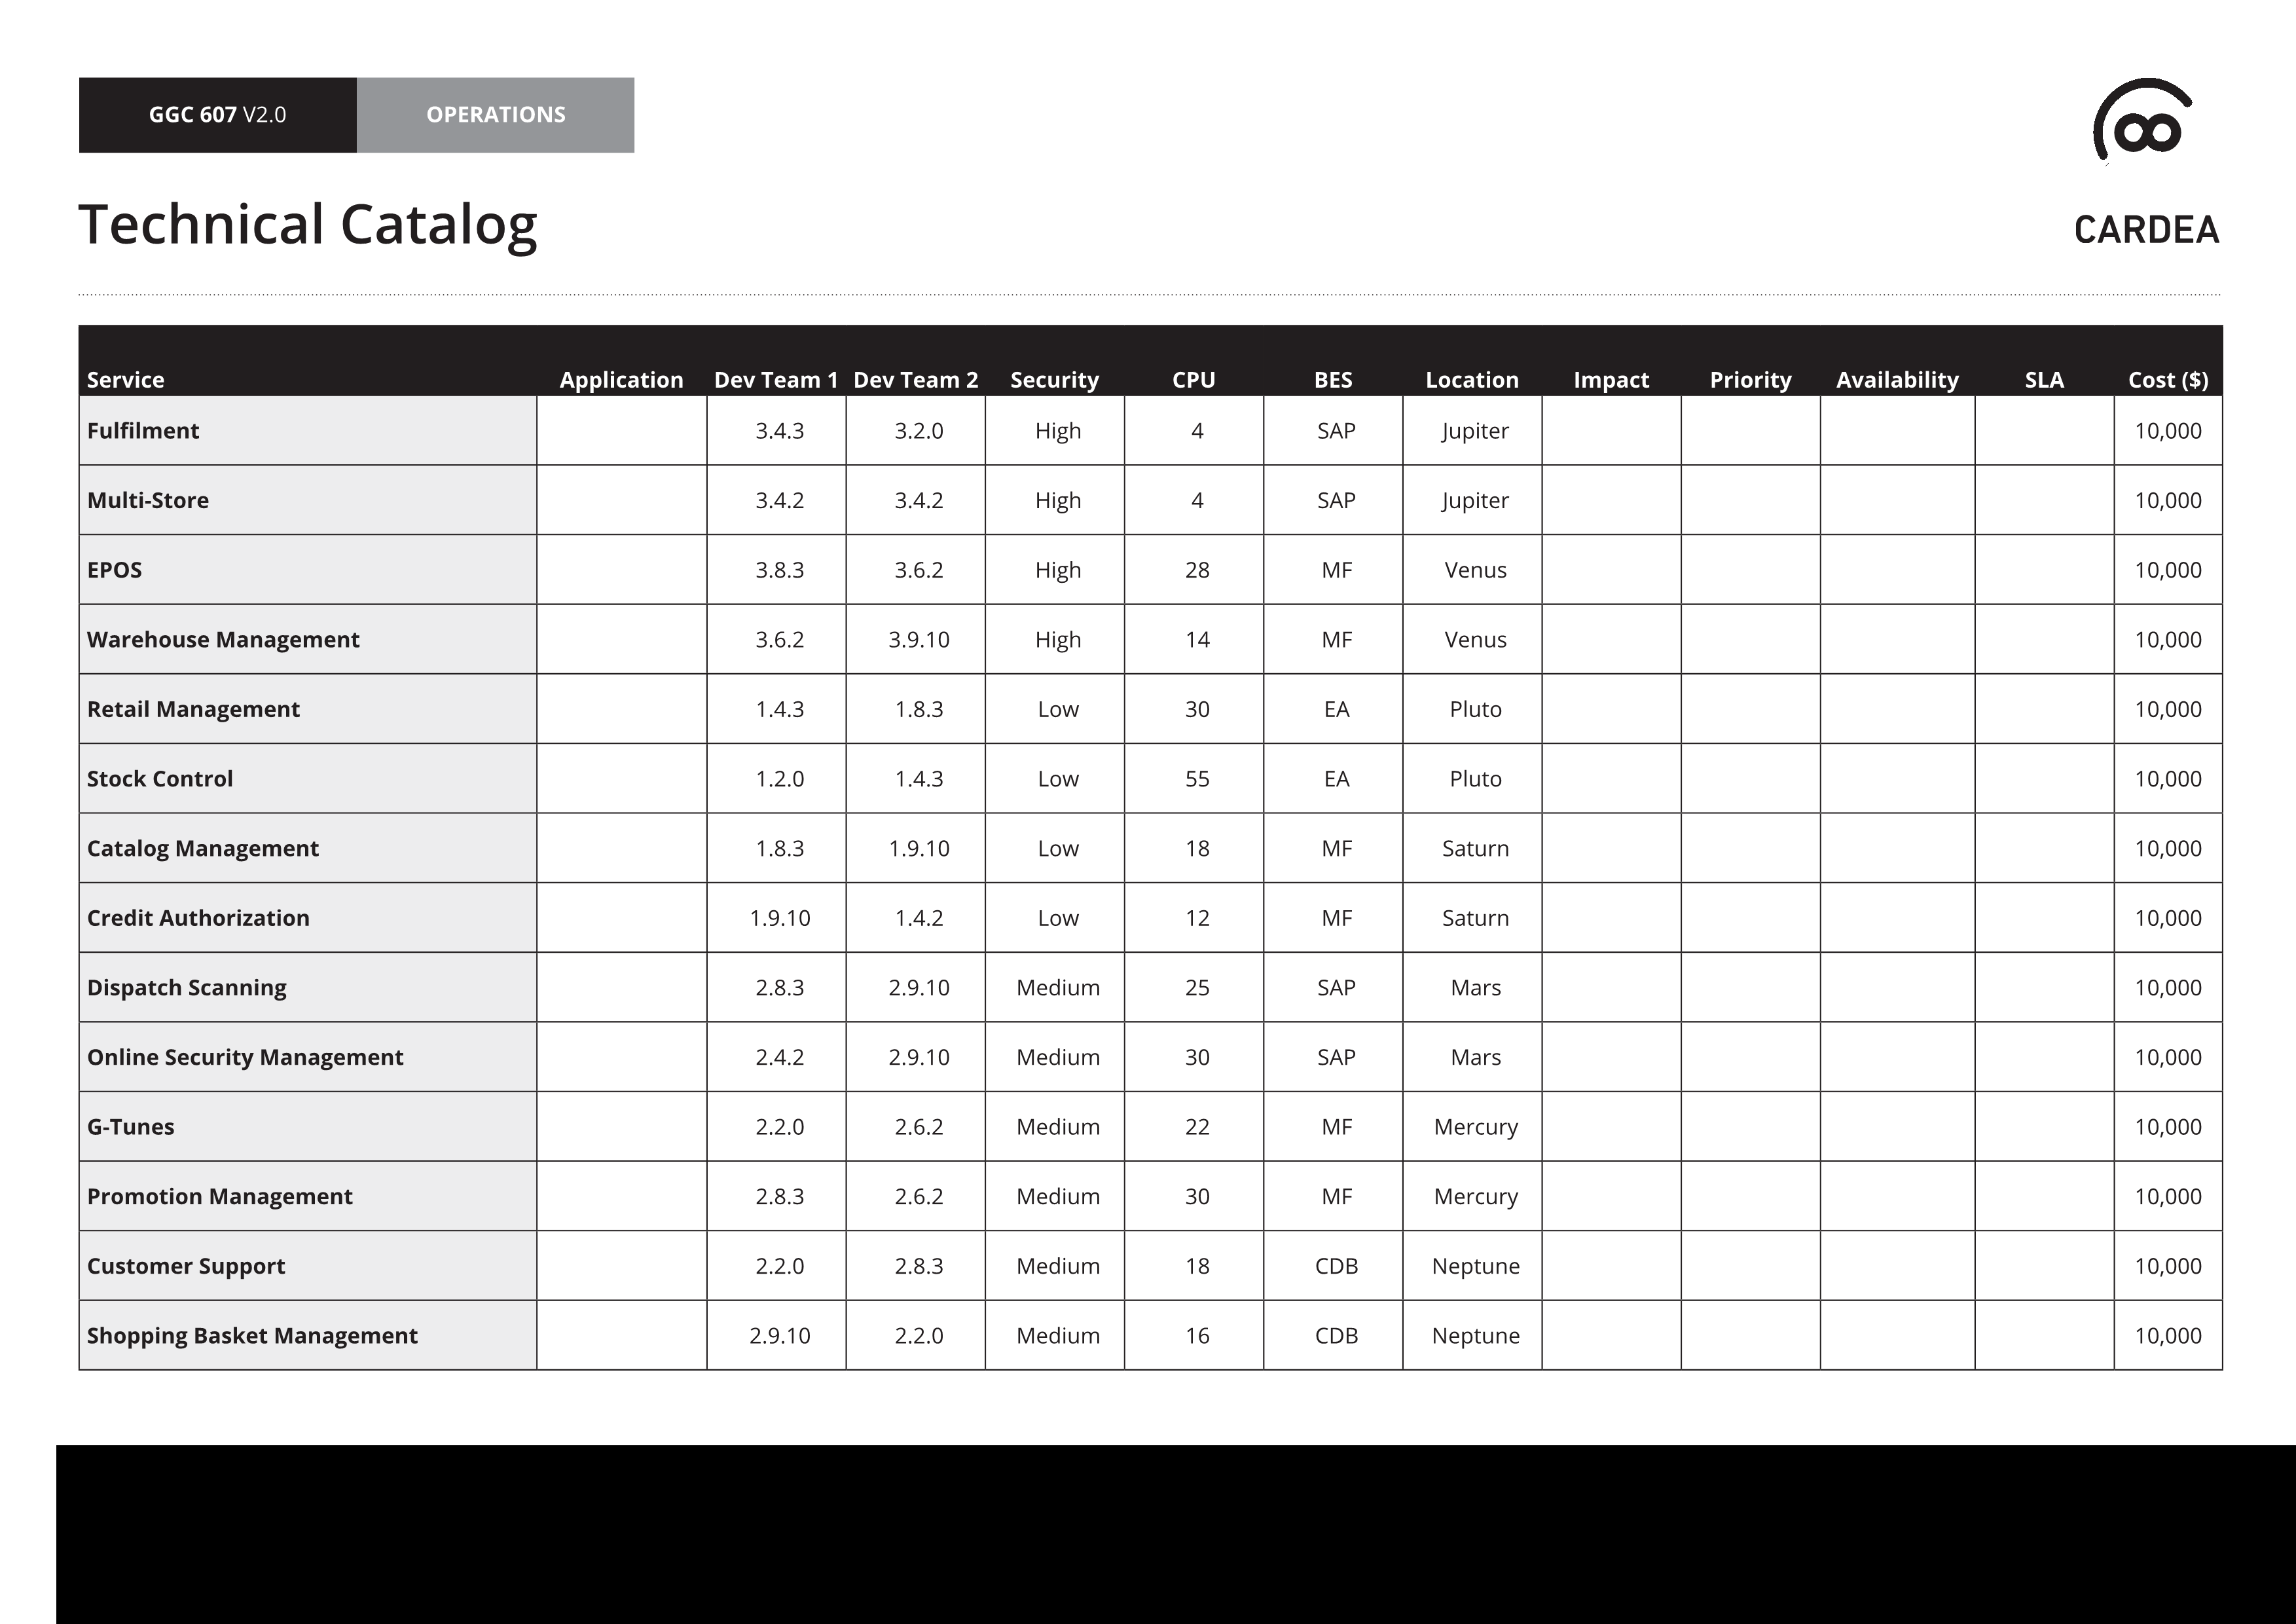 GGC 607 V2.0 OPERATIONS
Technical Catalog
CARDEA
Service Application Dev Team 1 Dev Team 2 Security CPU BES Location Impact Priority Availability SLA Cost ($)
Fulfilment 3.4.3 3.2.0 High 4 SAP Jupiter 10,000
Multi-Store 3.4.2 3.4.2 High 4 SAP Jupiter 10,000
EPOS 3.8.3 3.6.2 High 28 MF Venus 10,000
Warehouse Management 3.6.2 3.9.10 High 14 MF Venus 10,000
Retail Management 1.4.3 1.8.3 Low 30 EA Pluto 10,000
Stock Control 1.2.0 1.4.3 Low 55 EA Pluto 10,000
Catalog Management 1.8.3 1.9.10 Low 18 MF Saturn 10,000
Credit Authorization 1.9.10 1.4.2 Low 12 MF Saturn 10,000
Dispatch Scanning 2.8.3 2.9.10 Medium 25 SAP Mars 10,000
Online Security Management 2.4.2 2.9.10 Medium 30 SAP Mars 10,000
G-Tunes 2.2.0 2.6.2 Medium 22 MF Mercury 10,000
Promotion Management 2.8.3 2.6.2 Medium 30 MF Mercury 10,000
Customer Support 2.2.0 2.8.3 Medium 18 CDB Neptune 10,000
Shopping Basket Management 2.9.10 2.2.0 Medium 16 CDB Neptune 10,000